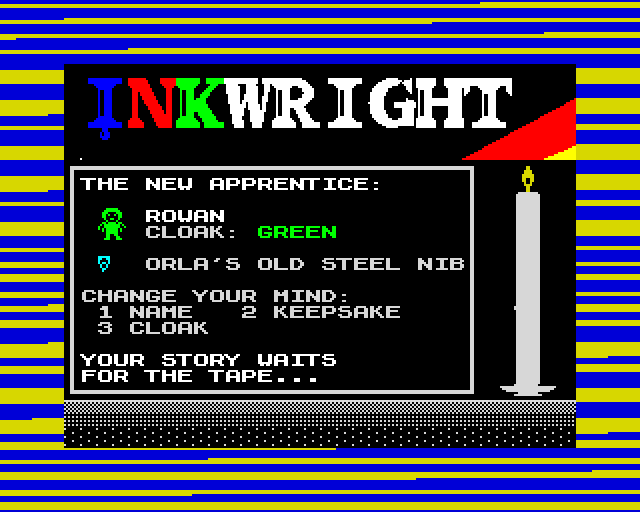 INKWRIGHT
THE NEW APPRENTICE:
ROWAN
CLOAK: GREEN
ORLA'S OLD STEEL NIB
CHANGE YOUR MIND:
1 NAME 2 KEEPSAKE
3 CLOAK
YOUR STORY WAITS
FOR THE TAPE...